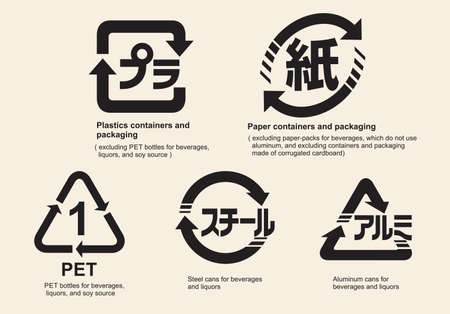 プラ
Plastics containers and
packaging
( excluding PET bottles for beverages,
liquors, and soy source )
紙
Paper containers and packaging
( excluding paper-packs for beverages, which do not use
aluminum, and excluding containers and packaging
made of corrugated cardboard)
1
PET
PET bottles for beverages,
liquors, and soy source
スチール
Steel cans for beverages
and liquors
アルミ
Aluminum cans for
beverages and liquors